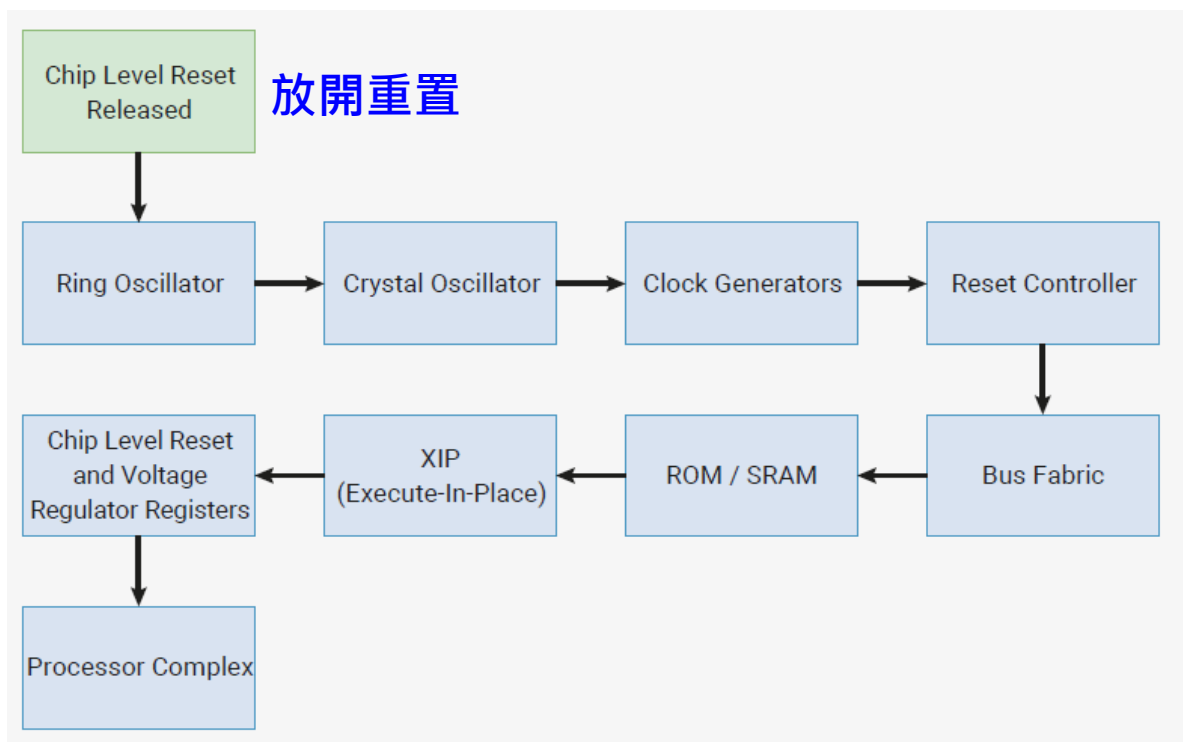 Chip Level Reset
Released
放開重置
Ring Oscillator
Crystal Oscillator
Clock Generators
Reset Controller
Chip Level Reset
and Voltage
Regulator Registers
XIP
(Execute-In-Place)
ROM / SRAM
Bus Fabric
Processor Complex